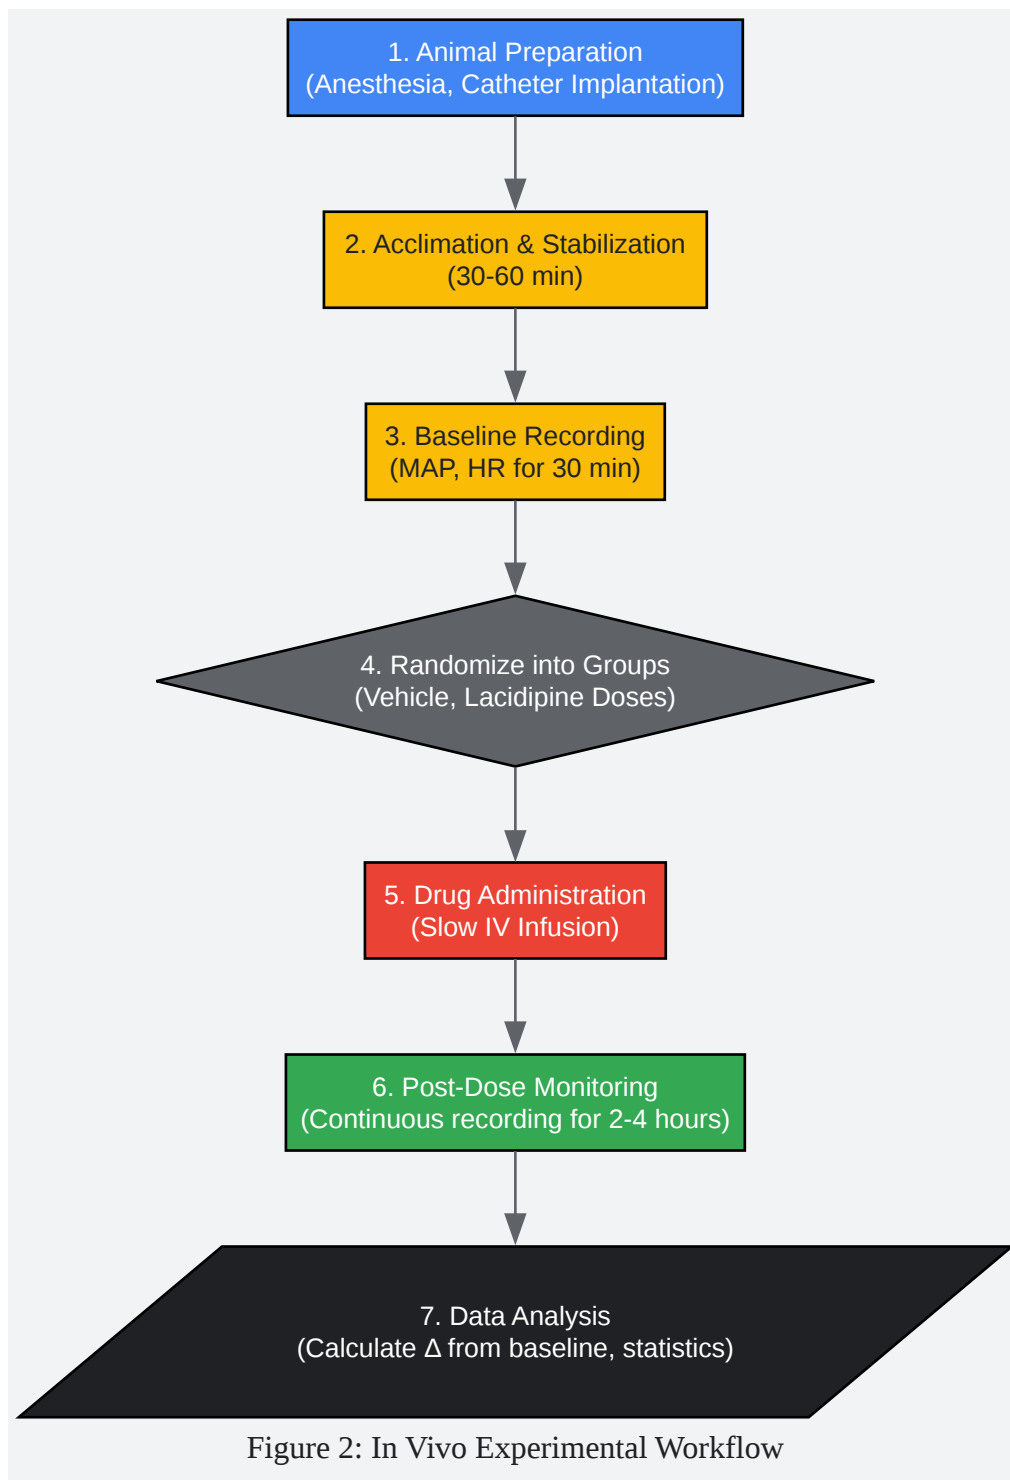 1. Animal Preparation
(Anesthesia, Catheter Implantation)
2. Acclimation & Stabilization
(30-60 min)
3. Baseline Recording
(MAP, HR for 30 min)
4. Randomize into Groups
(Vehicle, Lacidipine Doses)
5. Drug Administration
(Slow IV Infusion)
6. Post-Dose Monitoring
(Continuous recording for 2-4 hours)
7. Data Analysis
(Calculate Δ from baseline, statistics)
Figure 2: In Vivo Experimental Workflow